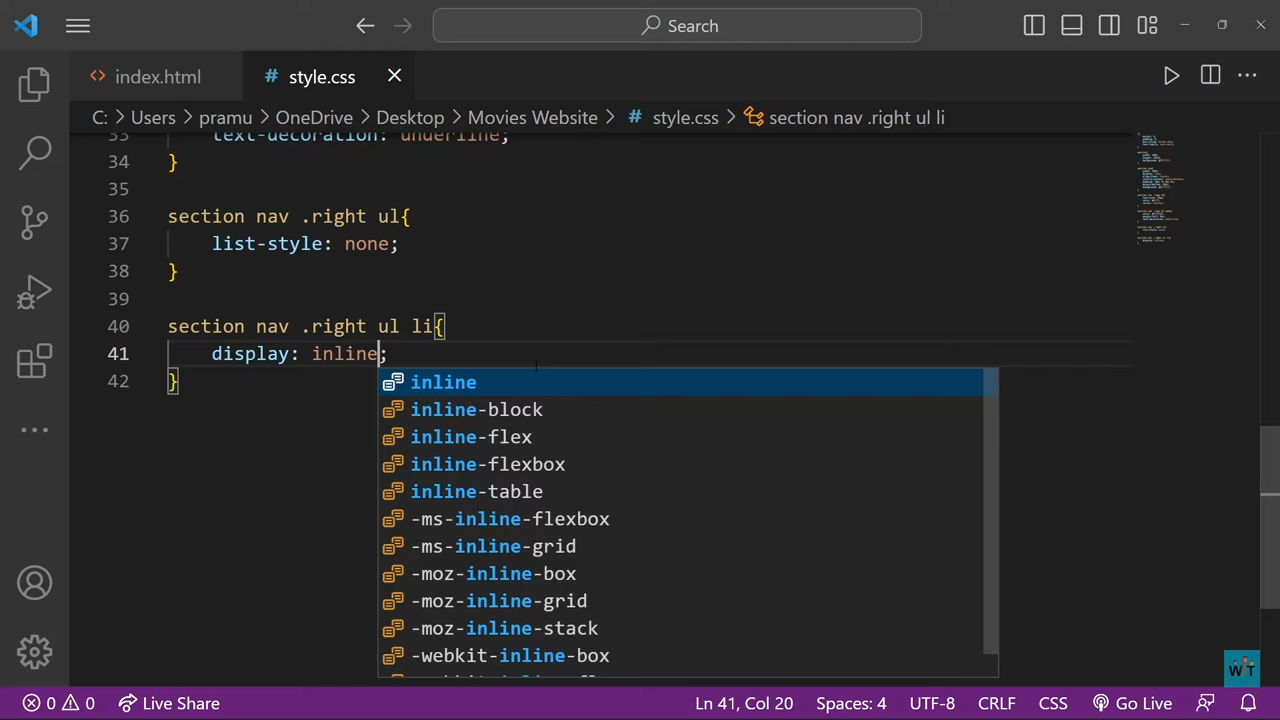 Search
index.html
style.css
C: > Users > pramu > OneDrive > Desktop > Movies Website > # style.css > section nav .right ul li
33 text-decoration: underline;
34 }
35
36 section nav .right ul{
37 list-style: none;
38 }
39
40 section nav .right ul li{
41 display: inline;
42 }
inline
inline-block
inline-flex
inline-flexbox
inline-table
-ms-inline-flexbox
-ms-inline-grid
-moz-inline-box
-moz-inline-grid
-moz-inline-stack
-webkit-inline-box
WT
0 0 Live Share Ln 41, Col 20 Spaces: 4 UTF-8 CRLF CSS Go Live